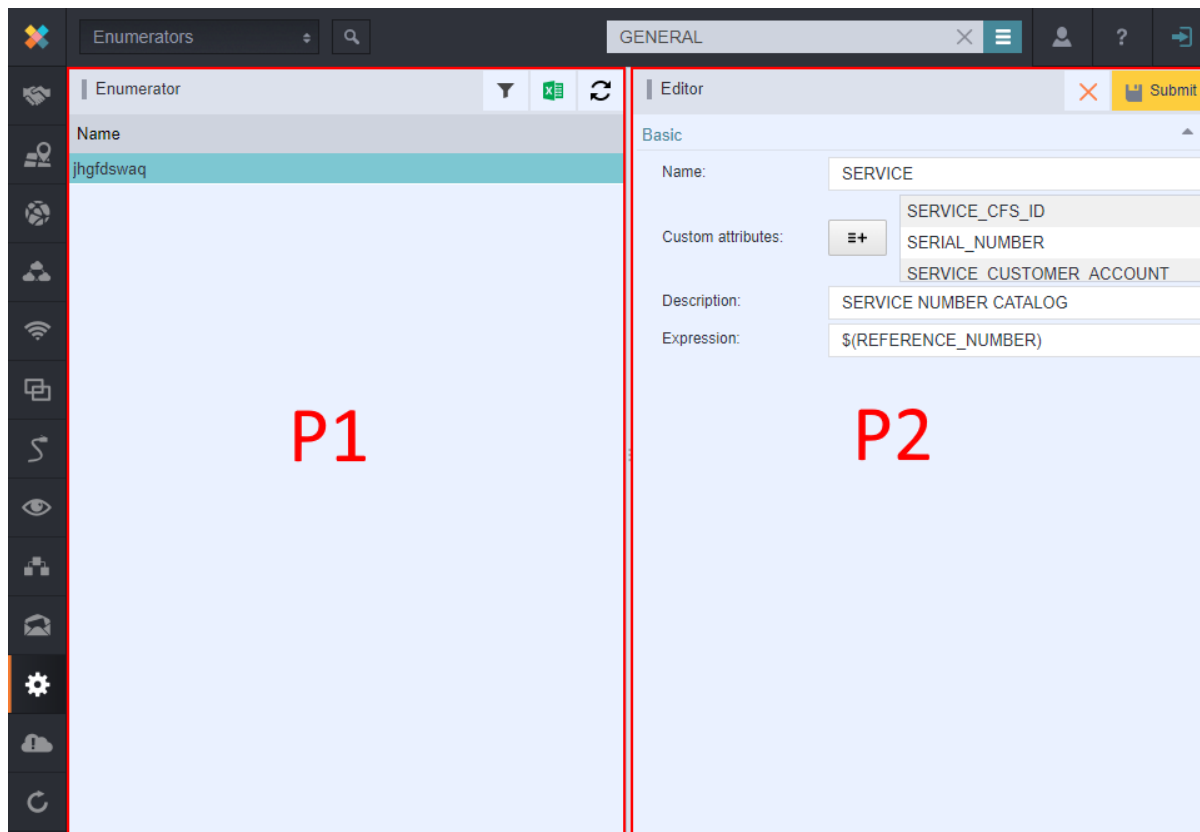 Enumerators
GENERAL
?
Enumerator
Name
jhgfdswaq
P1
Editor
Submit
Basic
Name:
SERVICE
Custom attributes:
SERVICE_CFS_ID
SERIAL_NUMBER
SERVICE_CUSTOMER_ACCOUNT
Description:
SERVICE NUMBER CATALOG
Expression:
$(REFERENCE_NUMBER)
P2